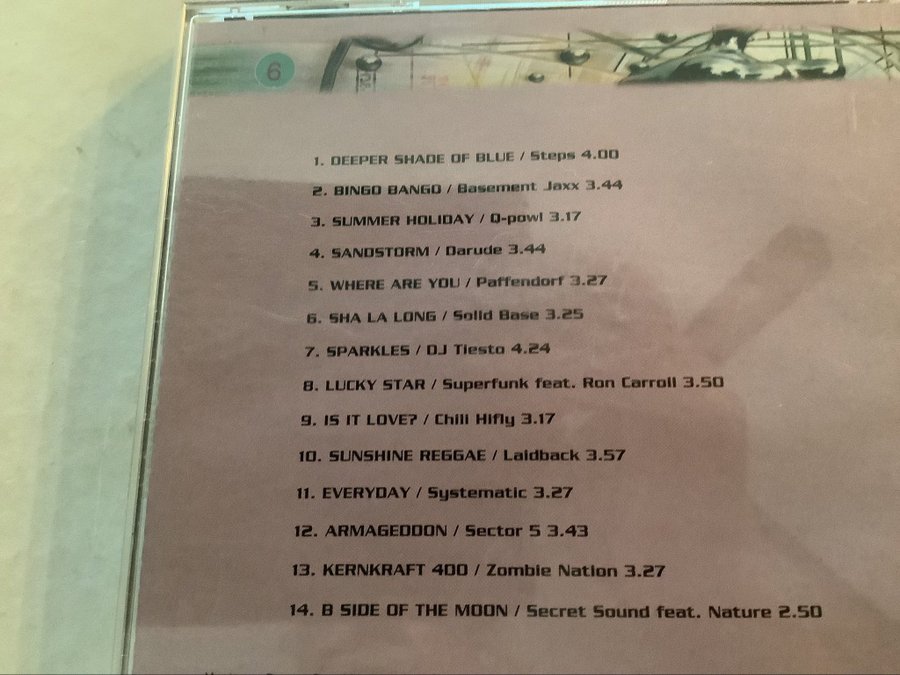 6
1. DEEPER SHADE OF BLUE / Steps 4.00
2. BINGO BANGO / Basement Jaxx 3.44
3. SUMMER HOLIDAY / Q-powl 3.17
4. SANDSTORM / Darude 3.44
5. WHERE ARE YOU / Paffendorf 3.27
6. SHA LA LONG / Solid Base 3.25
7. SPARKLES / DJ Tiesto 4.24
8. LUCKY STAR / Superfunk feat. Ron Carroll 3.50
9. IS IT LOVE? / Chili Hifly 3.17
10. SUNSHINE REGGAE / Laidback 3.57
11. EVERYDAY / Systematic 3.27
12. ARMAGEDDON / Sector 5 3.43
13. KERNKRAFT 400 / Zombie Nation 3.27
14. B SIDE OF THE MOON / Secret Sound feat. Nature 2.50